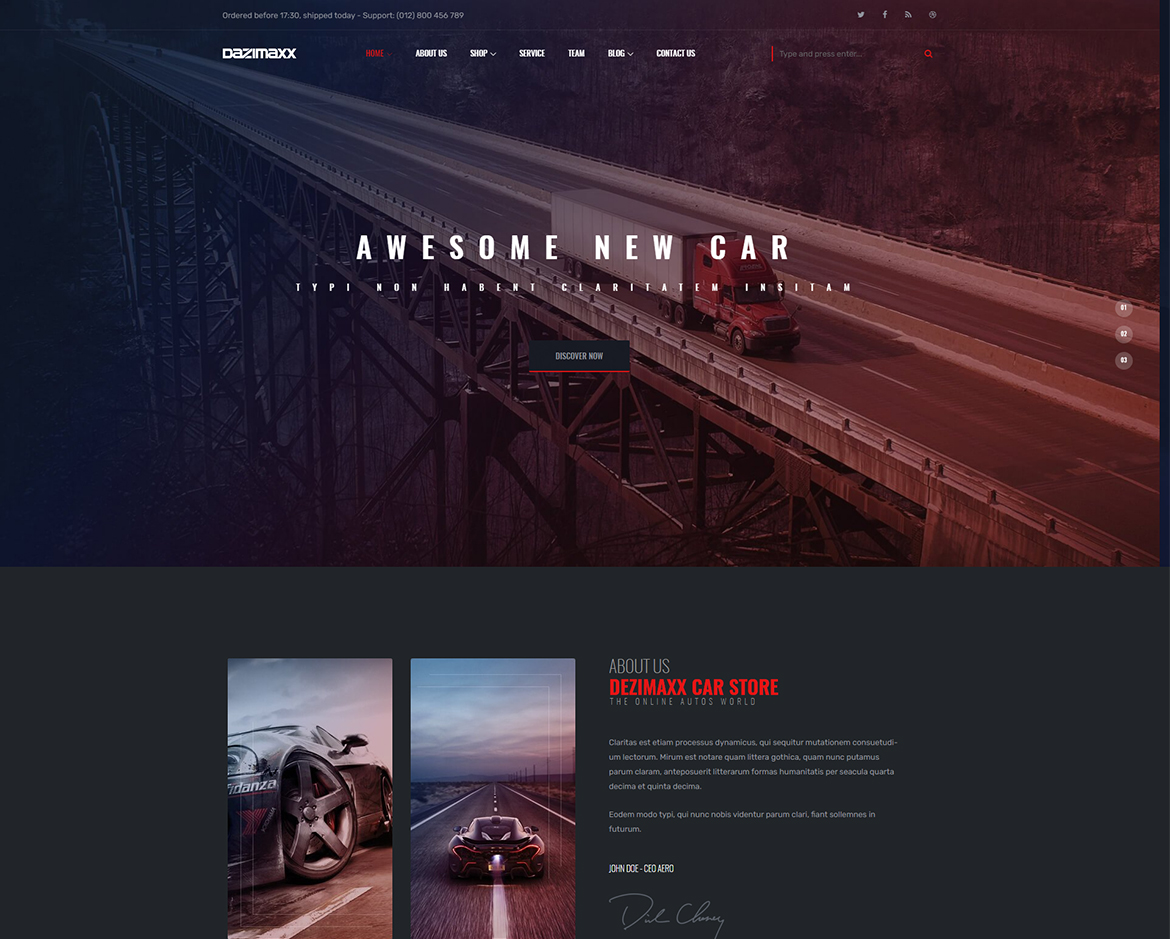 Ordered before 17:30, shipped today - Support: (012) 800 456 789
DAZIMAXX
HOME ABOUT US SHOP SERVICE TEAM BLOG CONTACT US
Type and press enter...
AWESOME NEW CAR
TYPI NON HABENT CLARITATEM INSITAM
DISCOVER NOW
01
02
03
fidanza
ABOUT US
DEZIMAXX CAR STORE
THE ONLINE AUTOS WORLD
Claritas est etiam processus dynamicus, qui sequitur mutationem consuetudi-
um lectorum. Mirum est notare quam littera gothica, quam nunc putamus
parum claram, anteposuerit litterarum formas humanitatis per seacula quarta
decima et quinta decima.
Eodem modo typi, qui nunc nobis videntur parum clari, fiant sollemnes in
futurum.
JOHN DOE - CEO AERO